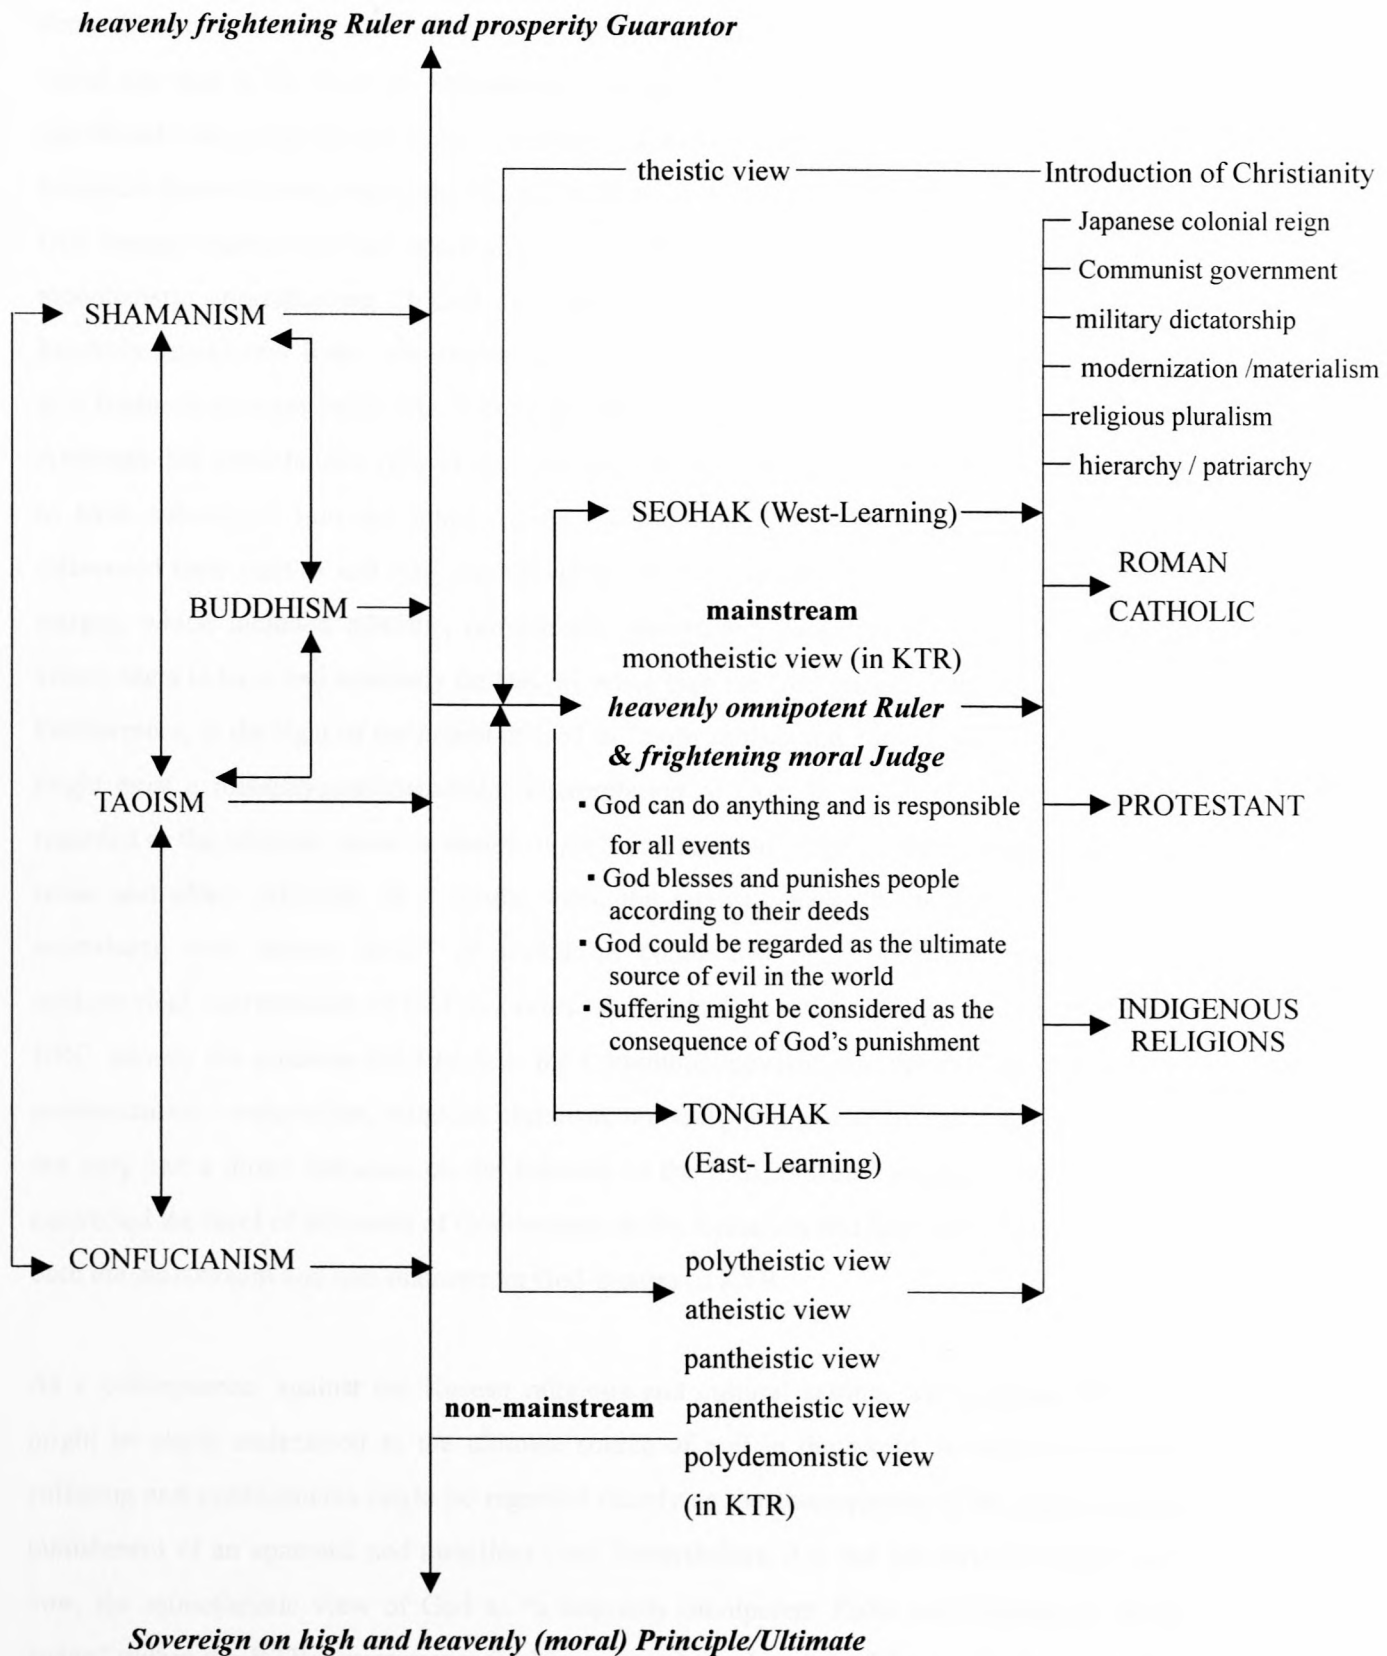 heavenly frightening Ruler and prosperity Guarantor
theistic view
Introduction of Christianity
Japanese colonial reign
Communist government
military dictatorship
modernization /materialism
religious pluralism
hierarchy / patriarchy
SHAMANISM
BUDDHISM
TAOISM
CONFUCIANISM
SEOHAK (West-Learning)
mainstream
monotheistic view (in KTR)
heavenly omnipotent Ruler
& frightening moral Judge
▪ God can do anything and is responsible
for all events
▪ God blesses and punishes people
according to their deeds
▪ God could be regarded as the ultimate
source of evil in the world
▪ Suffering might be considered as the
consequence of God's punishment
TONGHAK
(East- Learning)
polytheistic view
atheistic view
pantheistic view
non-mainstream
panentheistic view
polydemonistic view
(in KTR)
ROMAN
CATHOLIC
PROTESTANT
INDIGENOUS
RELIGIONS
Sovereign on high and heavenly (moral) Principle/Ultimate